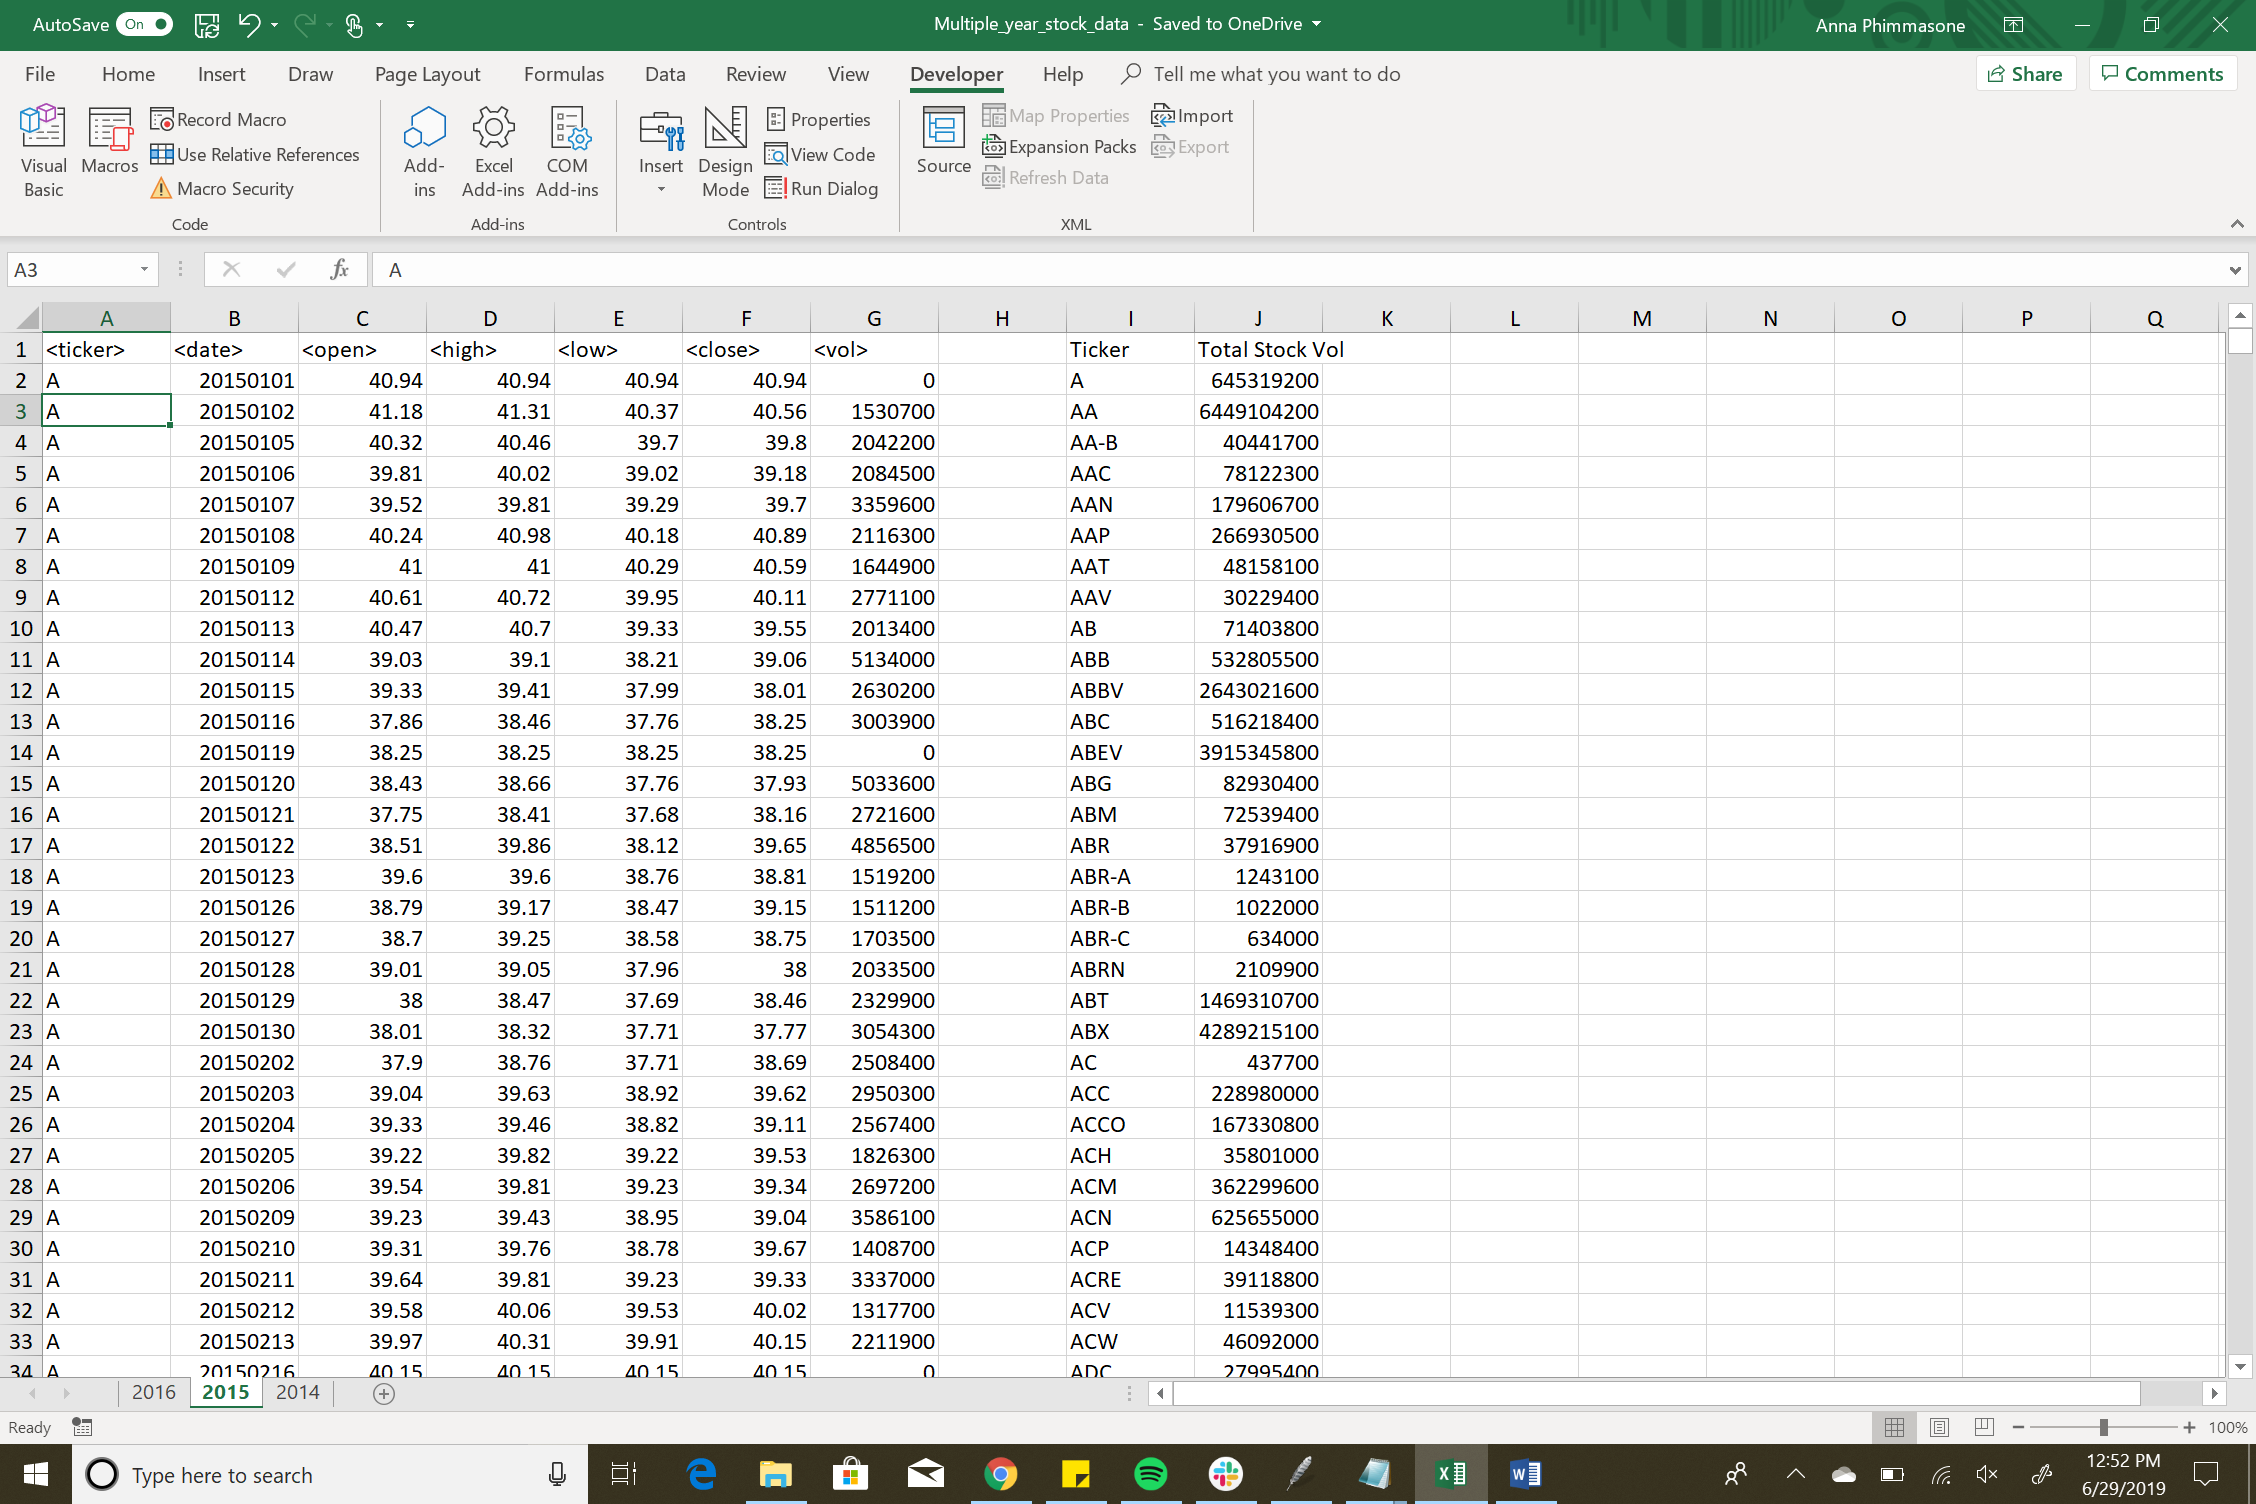 AutoSave On Multiple_year_stock_data - Saved to OneDrive Anna Phimmasone
File Home Insert Draw Page Layout Formulas Data Review View Developer Help Tell me what you want to do Share Comments
Visual Basic
Macros
Record Macro
Use Relative References
Macro Security
Code
Add-ins
Excel Add-ins
COM Add-ins
Add-ins
Insert
Design Mode
Properties
View Code
Run Dialog
Controls
Source
Map Properties
Expansion Packs
Refresh Data
Import
Export
XML
A3 fx A
A B C D E F G H I J K L M N O P Q
1 <ticker> <date> <open> <high> <low> <close> <vol> Ticker Total Stock Vol
2 A 20150101 40.94 40.94 40.94 40.94 0 A 645319200
3 A 20150102 41.18 41.31 40.37 40.56 1530700 AA 6449104200
4 A 20150105 40.32 40.46 39.7 39.8 2042200 AA-B 40441700
5 A 20150106 39.81 40.02 39.02 39.18 2084500 AAC 78122300
6 A 20150107 39.52 39.81 39.29 39.7 3359600 AAN 179606700
7 A 20150108 40.24 40.98 40.18 40.89 2116300 AAP 266930500
8 A 20150109 41 41 40.29 40.59 1644900 AAT 48158100
9 A 20150112 40.61 40.72 39.95 40.11 2771100 AAV 30229400
10 A 20150113 40.47 40.7 39.33 39.55 2013400 AB 71403800
11 A 20150114 39.03 39.1 38.21 39.06 5134000 ABB 532805500
12 A 20150115 39.33 39.41 37.99 38.01 2630200 ABBV 2643021600
13 A 20150116 37.86 38.46 37.76 38.25 3003900 ABC 516218400
14 A 20150119 38.25 38.25 38.25 38.25 0 ABEV 3915345800
15 A 20150120 38.43 38.66 37.76 37.93 5033600 ABG 82930400
16 A 20150121 37.75 38.41 37.68 38.16 2721600 ABM 72539400
17 A 20150122 38.51 39.86 38.12 39.65 4856500 ABR 37916900
18 A 20150123 39.6 39.6 38.76 38.81 1519200 ABR-A 1243100
19 A 20150126 38.79 39.17 38.47 39.15 1511200 ABR-B 1022000
20 A 20150127 38.7 39.25 38.58 38.75 1703500 ABR-C 634000
21 A 20150128 39.01 39.05 37.96 38 2033500 ABRN 2109900
22 A 20150129 38 38.47 37.69 38.46 2329900 ABT 1469310700
23 A 20150130 38.01 38.32 37.71 37.77 3054300 ABX 4289215100
24 A 20150202 37.9 38.76 37.71 38.69 2508400 AC 437700
25 A 20150203 39.04 39.63 38.92 39.62 2950300 ACC 228980000
26 A 20150204 39.33 39.46 38.82 39.11 2567400 ACCO 167330800
27 A 20150205 39.22 39.82 39.22 39.53 1826300 ACH 35801000
28 A 20150206 39.54 39.81 39.23 39.34 2697200 ACM 362299600
29 A 20150209 39.23 39.43 38.95 39.04 3586100 ACN 625655000
30 A 20150210 39.31 39.76 38.78 39.67 1408700 ACP 14348400
31 A 20150211 39.64 39.81 39.23 39.33 3337000 ACRE 39118800
32 A 20150212 39.58 40.06 39.53 40.02 1317700 ACV 11539300
33 A 20150213 39.97 40.31 39.91 40.15 2211900 ACW 46092000
34 A 20150216 40.15 40.15 40.15 40.15 0 ADC 27995400
2016 2015 2014
Ready 100%
Type here to search
12:52 PM
6/29/2019